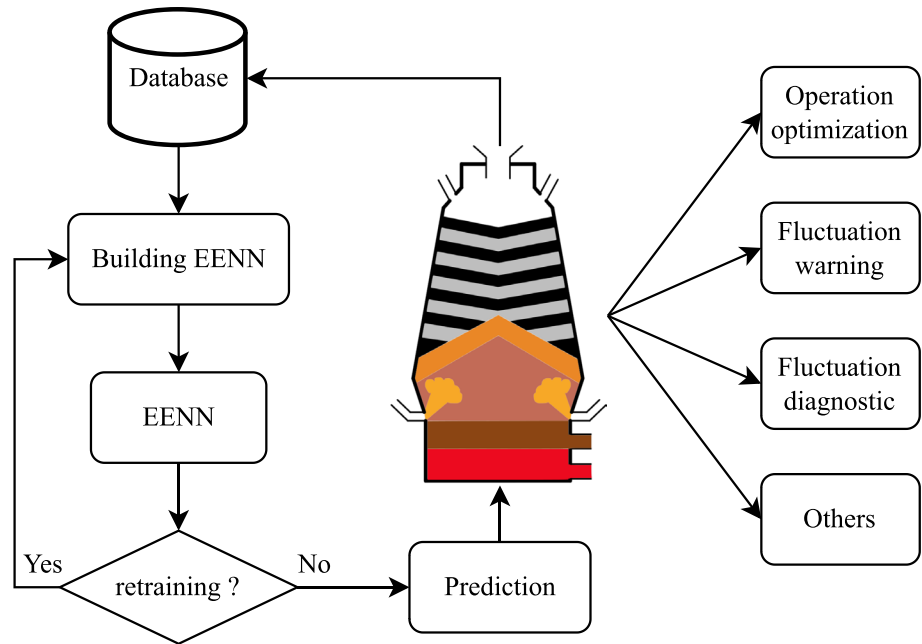 Database
Building EENN
EENN
retraining ?
Yes
No
Prediction
Operation
optimization
Fluctuation
warning
Fluctuation
diagnostic
Others